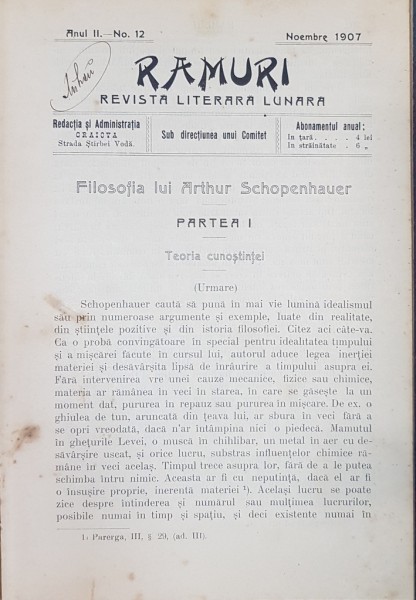 Anul II.—No. 12
Noembre 1907
RAMURI
REVISTA LITERARA LUNARA
Redacția și Administrația
CRAIOVA
Strada Știrbei Vodă.
Sub direcțiunea unui Comitet
Abonamentul anual:
în țară. . . . 4 lei
în străinătate . 6 „
Filosofia lui Arthur Schopenhauer
PARTEA I
Teoria cunoștinței
(Urmare)
Schopenhauer caută să pună în mai vie lumină idealismul
său prin numeroase argumente și exemple, luate din realitate,
din științele pozitive și din istoria filosofiei. Citez aci câte-va.
Ca o probă convingătoare în special pentru idealitatea timpului
și a mișcărei făcute în cursul lui, autorul aduce legea inerției
materiei și desăvârșita lipsă de înrâurire a timpului asupra ei.
Fără intervenirea vre unei cauze mecanice, fizice sau chimice,
materia ar rămânea în veci în starea, în care se găsește la un
moment dat, pururea în repauz sau pururea în mișcare. De ex. o
ghiulea de tun, aruncată din țeava lui, ar sbura în veci fără a
se opri vreodată, dacă n'ar întâmpina nici o piedecă. Mamutul
în ghețurile Levei, o muscă în chihlibar, un metal în aer cu de-
săvârșire uscat, și orice lucru, substras influențelor chimice ră-
mâne în veci acelaș. Timpul trece asupra lor, fără de a le putea
schimba întru nimic. Aceasta ar fi cu neputință, dacă el ar fi
o însușire proprie, inerentă materiei ¹). Același lucru se poate
zice despre întinderea și numărul sau mulțimea lucrurilor,
posibile numai în timp și spațiu, și deci existente numai în
1) Parerga, III, § 29, (ad. III).